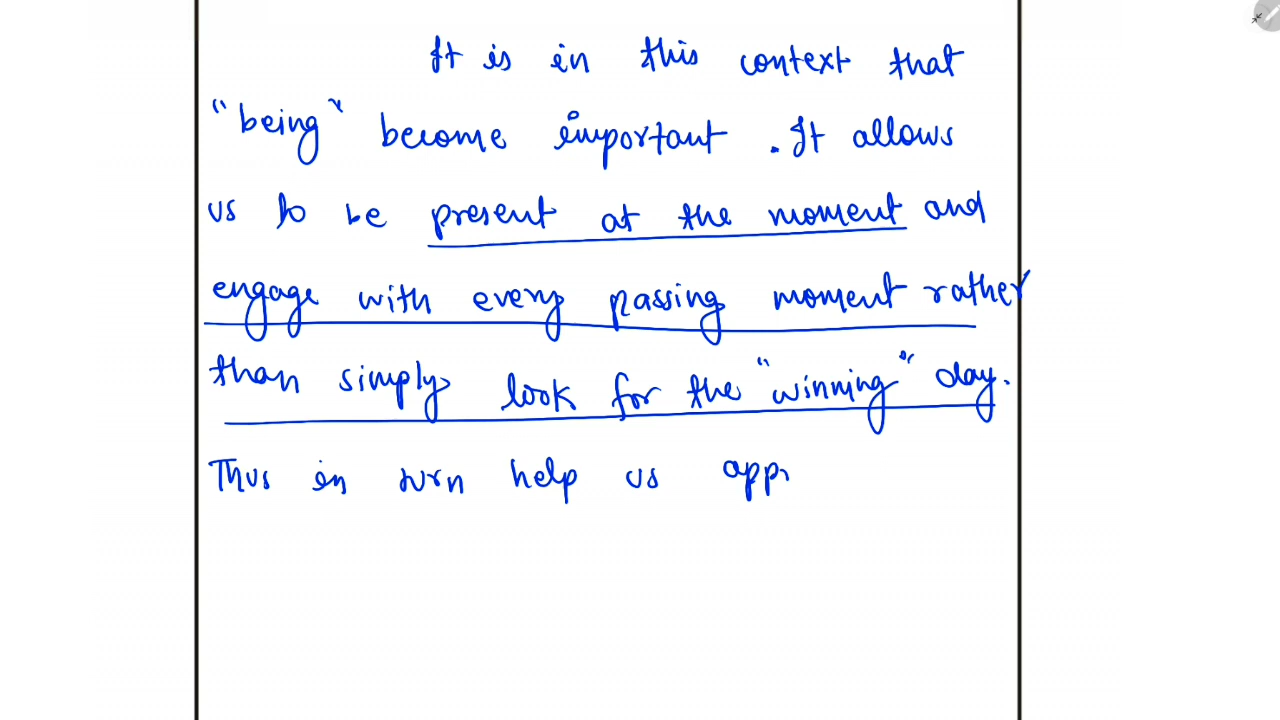 It is in this context that
"being" become important. It allows
us to be present at the moment and
engage with every passing moment rather
than simply look for the "winning" day.
Thus in turn help us app